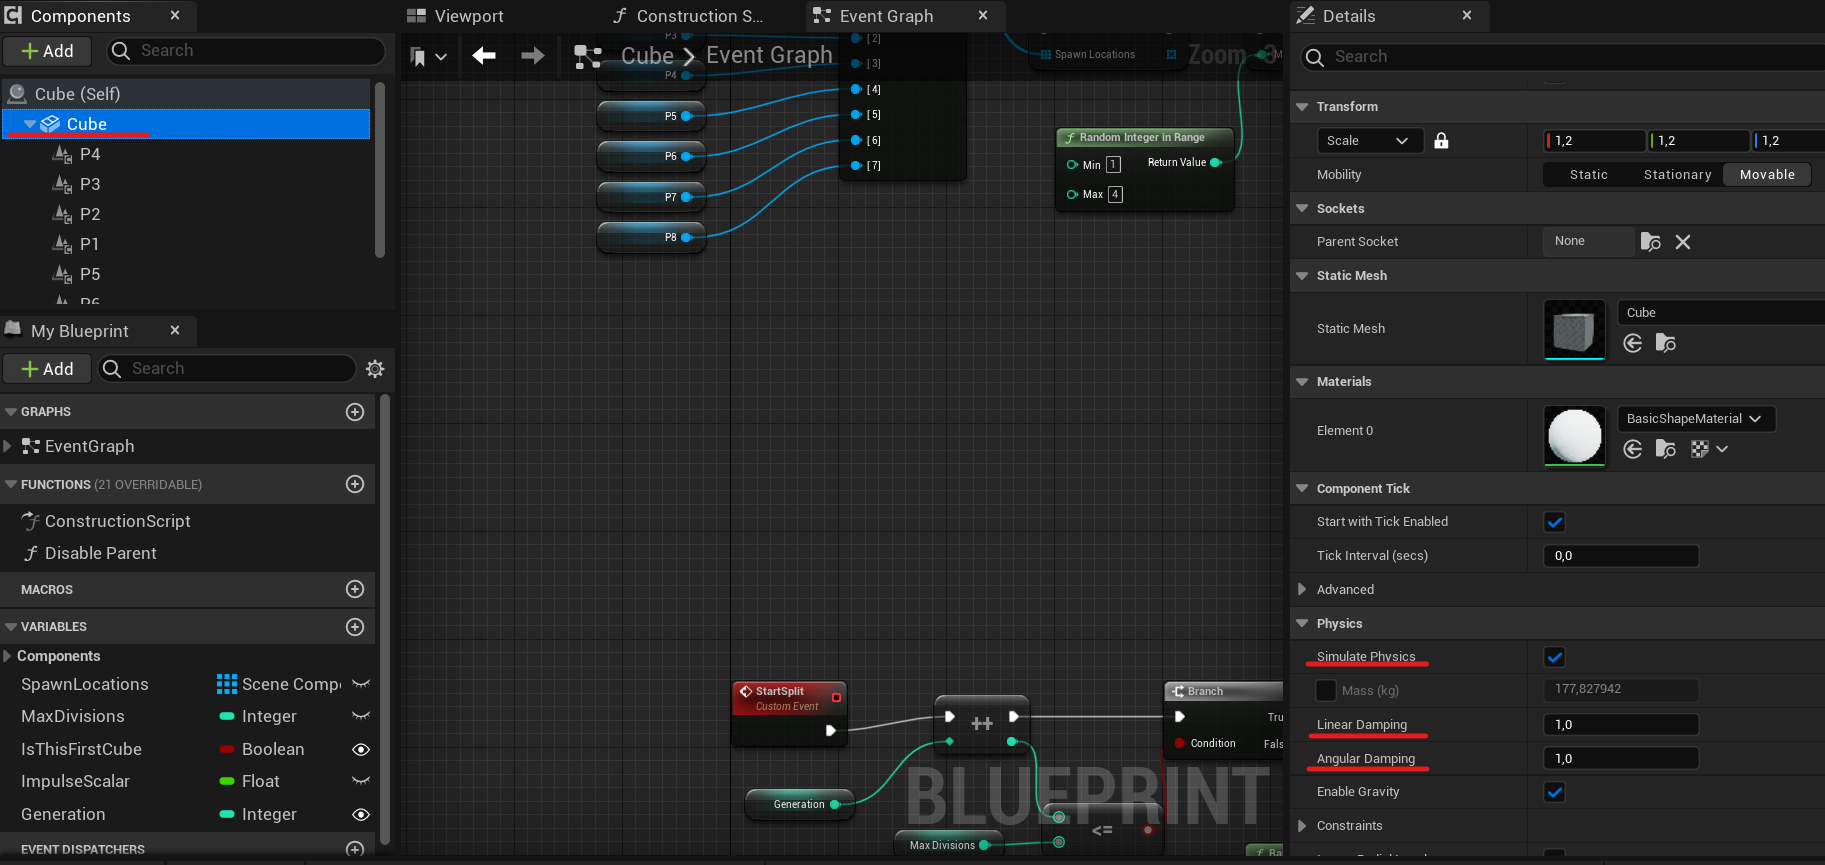 Components
Add
Search
Cube (Self)
Cube
P4
P3
P2
P1
P5
P6
My Blueprint
Add
Search
GRAPHS
EventGraph
FUNCTIONS (21 OVERRIDABLE)
ConstructionScript
Disable Parent
MACROS
VARIABLES
Components
SpawnLocations Scene Comp
MaxDivisions Integer
IsThisFirstCube Boolean
ImpulseScalar Float
Generation Integer
EVENT DISPATCHERS
Viewport
Construction S...
Event Graph
Cube > Event Graph
Zoom -3
P3
P4
P5
P6
P7
P8
[2]
[3]
[4]
[5]
[6]
[7]
Spawn Locations
Random Integer in Range
Min 1
Return Value
Max 4
StartSplit
Custom Event
++
Branch
Tru
Condition
Fals
Generation
BLUEPRINT
<=
Max Divisions
Details
Search
Transform
Scale 1,2 1,2 1,2
Mobility Static Stationary Movable
Sockets
Parent Socket None
Static Mesh
Static Mesh Cube
Materials
Element 0 BasicShapeMaterial
Component Tick
Start with Tick Enabled
Tick Interval (secs) 0,0
Advanced
Physics
Simulate Physics
Mass (kg) 177,827942
Linear Damping 1,0
Angular Damping 1,0
Enable Gravity
Constraints